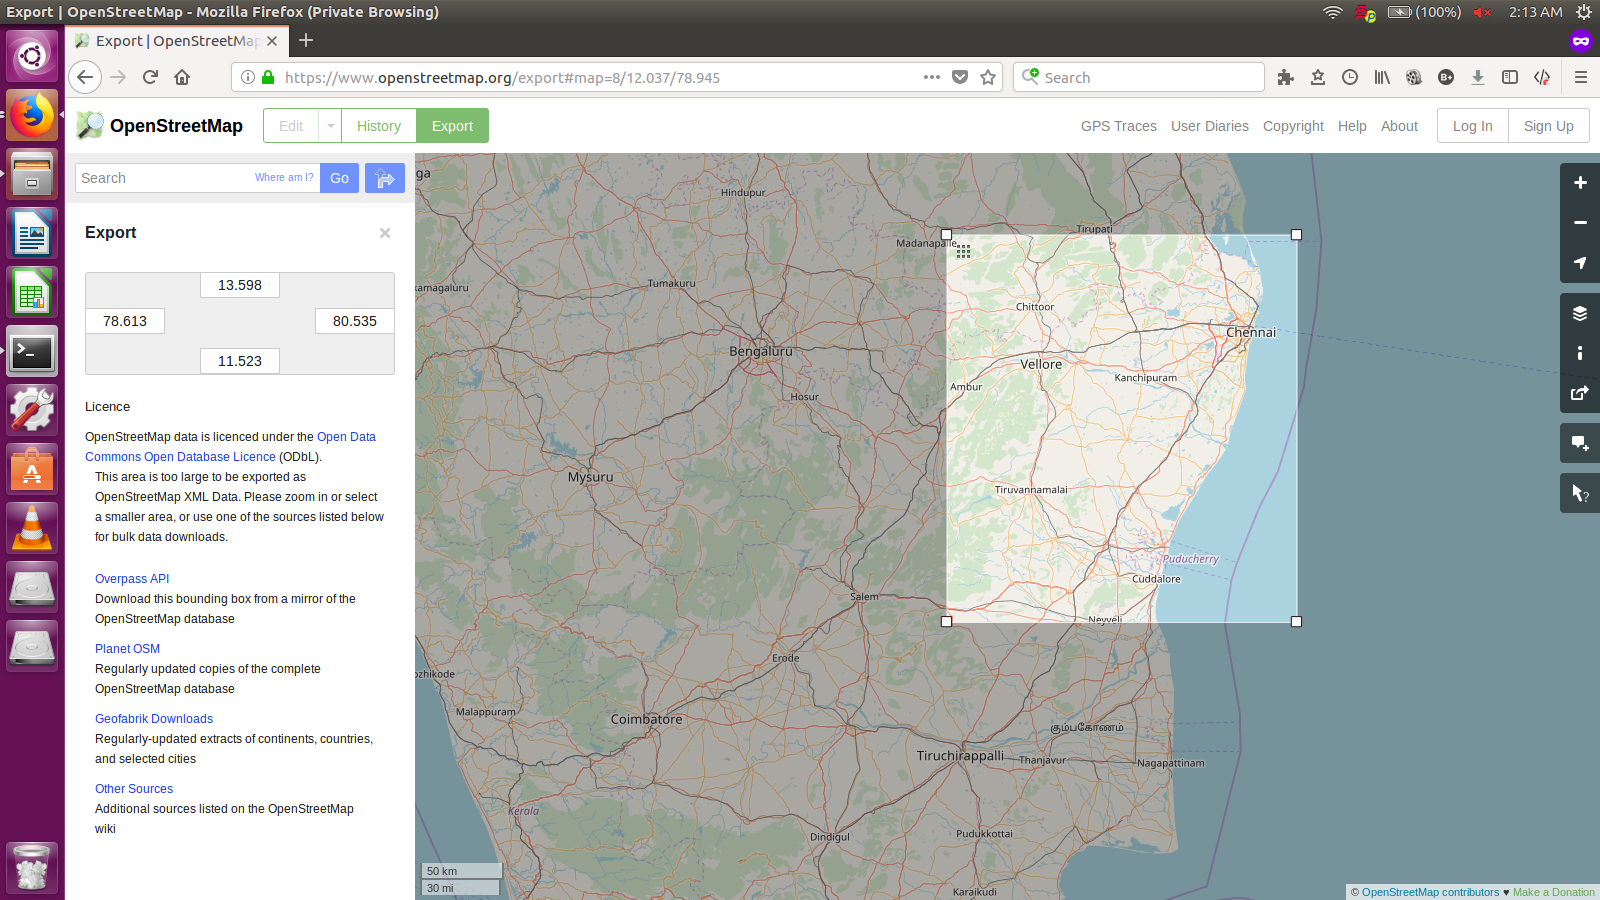 Export | OpenStreetMap - Mozilla Firefox (Private Browsing)
(100%)
2:13 AM
Export | OpenStreetMap
https://www.openstreetmap.org/export#map=8/12.037/78.945
Search
OpenStreetMap
Edit
History
Export
GPS Traces
User Diaries
Copyright
Help
About
Log In
Sign Up
Search
Where am I?
Go
Export
13.598
78.613
80.535
11.523
Licence
OpenStreetMap data is licenced under the Open Data
Commons Open Database Licence (ODbL).
This area is too large to be exported as
OpenStreetMap XML Data. Please zoom in or select
a smaller area, or use one of the sources listed below
for bulk data downloads.
Overpass API
Download this bounding box from a mirror of the
OpenStreetMap database
Planet OSM
Regularly updated copies of the complete
OpenStreetMap database
Geofabrik Downloads
Regularly-updated extracts of continents, countries,
and selected cities
Other Sources
Additional sources listed on the OpenStreetMap
wiki
ga
Hindupur
Tirupati
Madanapalle
kamagaluru
Tumakuru
Chittoor
Chennai
Bengaluru
Vellore
Kanchipuram
Ambur
Hosur
Mysuru
Tiruvannamalai
Puducherry
Cuddalore
Salem
Neyveli
Erode
ozhikode
Malappuram
Coimbatore
கும்பகோணம்
Tiruchirappalli
Thanjavur
Nagapattinam
Kerala
Dindigul
Pudukkottai
Karaikudi
50 km
30 mi
© OpenStreetMap contributors ♥ Make a Donation